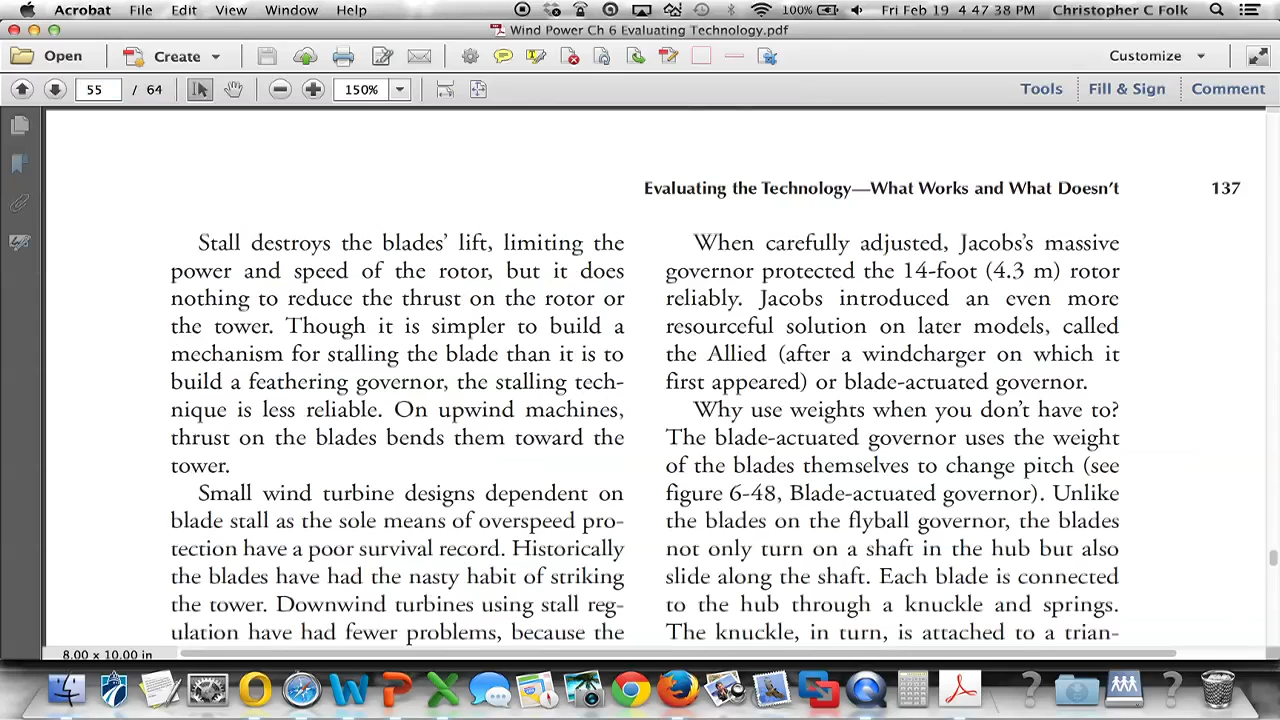 Acrobat File Edit View Window Help 100% Fri Feb 19 4 47 38 PM Christopher C Folk
Wind Power Ch 6 Evaluating Technology.pdf
Open Create Customize
55 / 64 150% Tools Fill & Sign Comment
Evaluating the Technology—What Works and What Doesn't 137
Stall destroys the blades' lift, limiting the
power and speed of the rotor, but it does
nothing to reduce the thrust on the rotor or
the tower. Though it is simpler to build a
mechanism for stalling the blade than it is to
build a feathering governor, the stalling tech-
nique is less reliable. On upwind machines,
thrust on the blades bends them toward the
tower.
Small wind turbine designs dependent on
blade stall as the sole means of overspeed pro-
tection have a poor survival record. Historically
the blades have had the nasty habit of striking
the tower. Downwind turbines using stall reg-
ulation have had fewer problems, because the
When carefully adjusted, Jacobs's massive
governor protected the 14-foot (4.3 m) rotor
reliably. Jacobs introduced an even more
resourceful solution on later models, called
the Allied (after a windcharger on which it
first appeared) or blade-actuated governor.
Why use weights when you don't have to?
The blade-actuated governor uses the weight
of the blades themselves to change pitch (see
figure 6-48, Blade-actuated governor). Unlike
the blades on the flyball governor, the blades
not only turn on a shaft in the hub but also
slide along the shaft. Each blade is connected
to the hub through a knuckle and springs.
The knuckle, in turn, is attached to a trian-
8.00 x 10.00 in